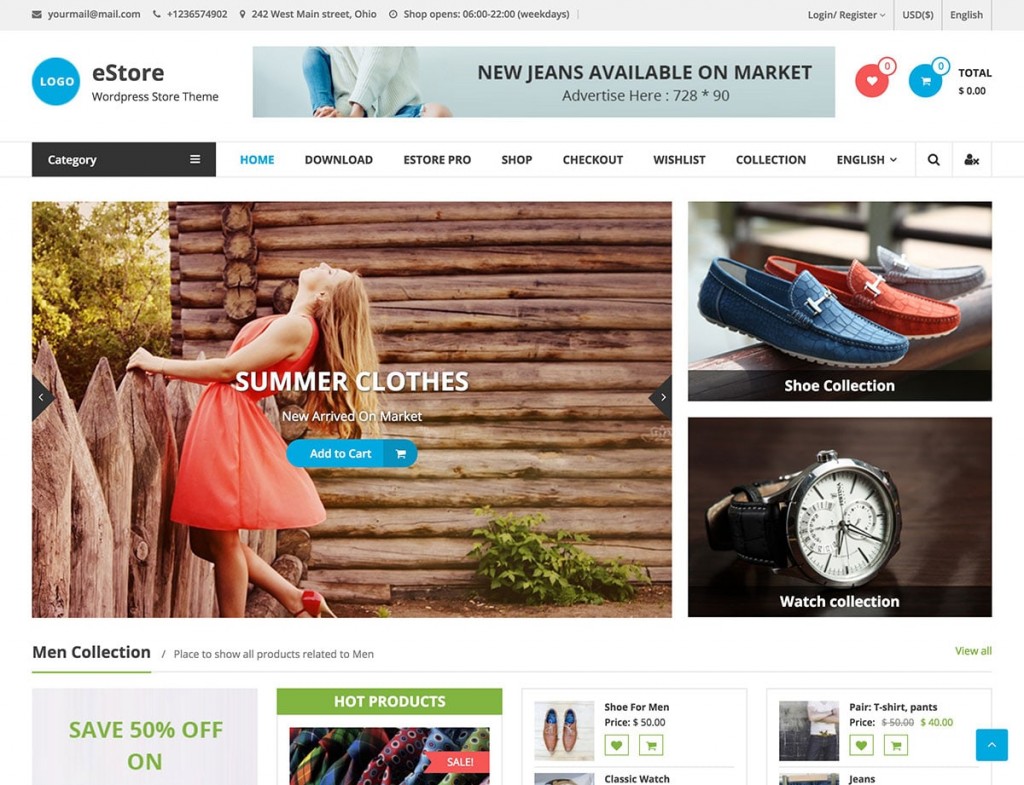 yourmail@mail.com +1236574902 242 West Main street, Ohio Shop opens: 06:00-22:00 (weekdays) Login/ Register USD($) English
LOGO
eStore
Wordpress Store Theme
NEW JEANS AVAILABLE ON MARKET
Advertise Here : 728 * 90
0
0
TOTAL
$ 0.00
Category HOME DOWNLOAD ESTORE PRO SHOP CHECKOUT WISHLIST COLLECTION ENGLISH
SUMMER CLOTHES
New Arrived On Market
Add to Cart
Shoe Collection
Watch collection
Men Collection / Place to show all products related to Men View all
SAVE 50% OFF
ON
HOT PRODUCTS
SALE!
Shoe For Men
Price: $ 50.00
Classic Watch
Pair: T-shirt, pants
Price: $ 50.00 $ 40.00
Jeans